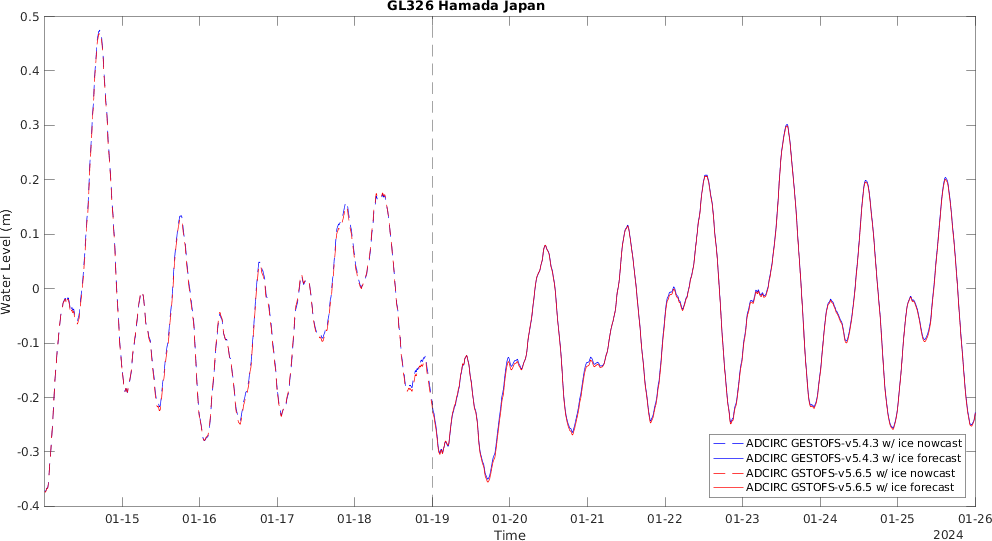 GL326 Hamada Japan
0.5
0.4
0.3
0.2
0.1
0
-0.1
-0.2
-0.3
-0.4
Water Level (m)
ADCIRC GESTOFS-v5.4.3 w/ ice nowcast
ADCIRC GESTOFS-v5.4.3 w/ ice forecast
ADCIRC GSTOFS-v5.6.5 w/ ice nowcast
ADCIRC GSTOFS-v5.6.5 w/ ice forecast
01-15 01-16 01-17 01-18 01-19 01-20 01-21 01-22 01-23 01-24 01-25 01-26
Time
2024